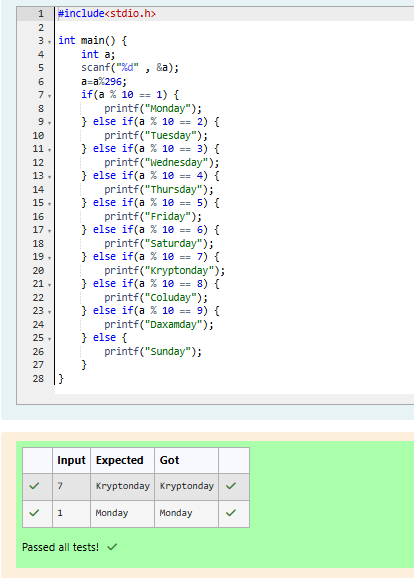 1 #include<stdio.h>
2
3 int main() {
4     int a;
5     scanf("%d" , &a);
6     a=a%296;
7     if(a % 10 == 1) {
8         printf("Monday");
9     } else if(a % 10 == 2) {
10         printf("Tuesday");
11     } else if(a % 10 == 3) {
12         printf("Wednesday");
13     } else if(a % 10 == 4) {
14         printf("Thursday");
15     } else if(a % 10 == 5) {
16         printf("Friday");
17     } else if(a % 10 == 6) {
18         printf("Saturday");
19     } else if(a % 10 == 7) {
20         printf("Kryptonday");
21     } else if(a % 10 == 8) {
22         printf("Coluday");
23     } else if(a % 10 == 9) {
24         printf("Daxamday");
25     } else {
26         printf("Sunday");
27     }
28 }
Input Expected Got
7 Kryptonday Kryptonday
1 Monday Monday
Passed all tests!